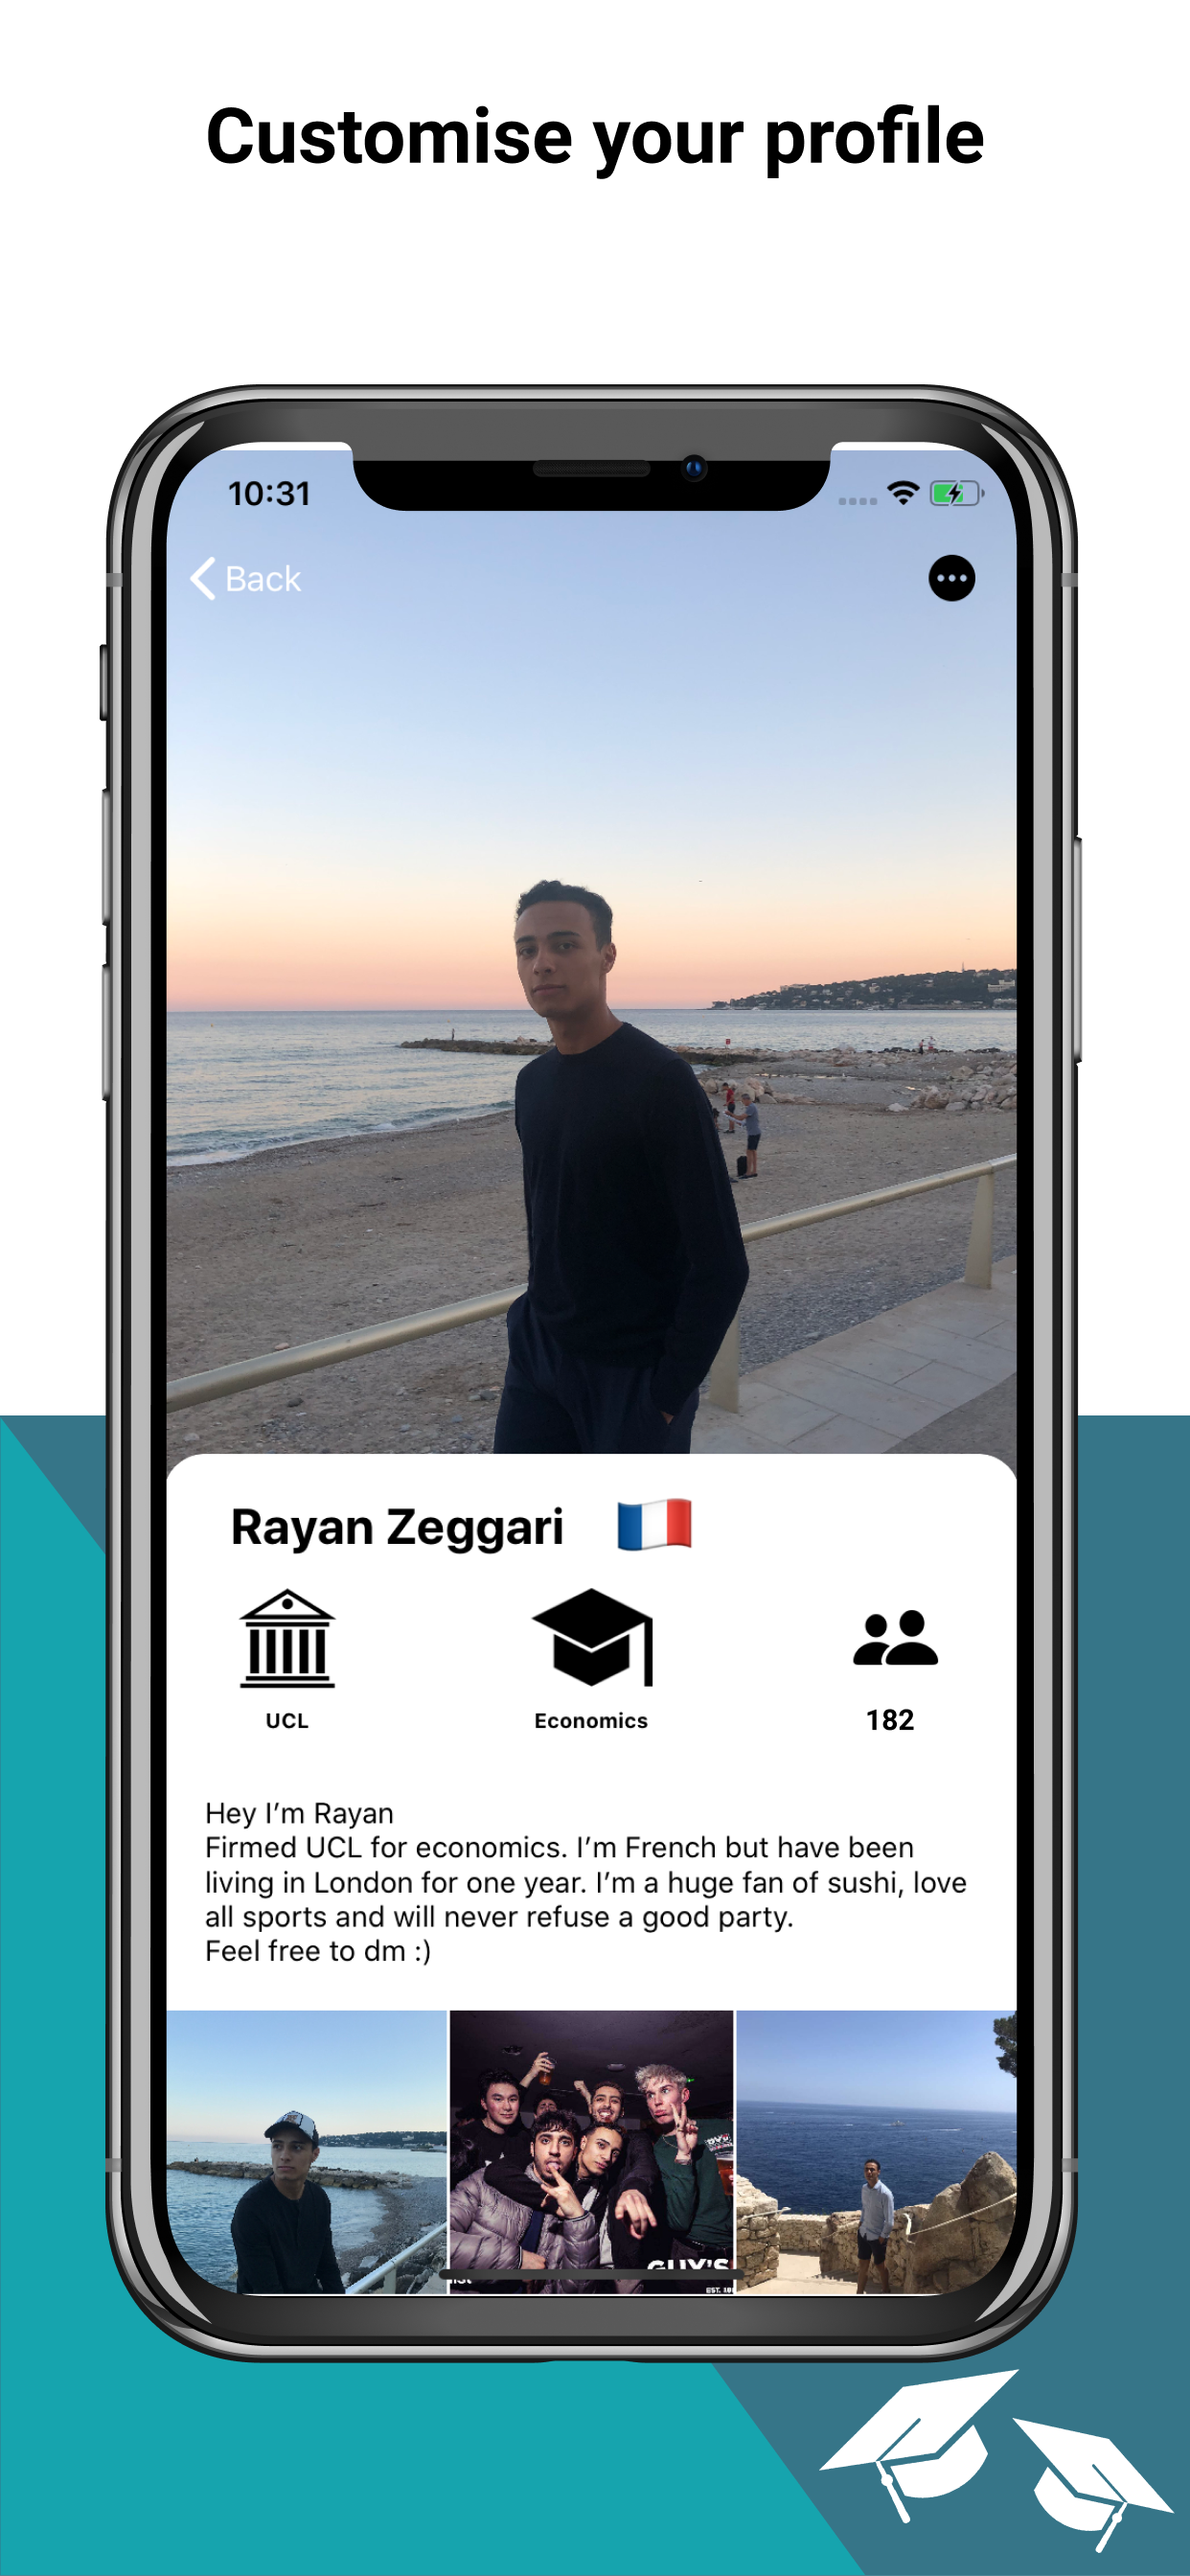 Customise your profile
10:31
Back
Rayan Zeggari 🇫🇷
UCL
Economics
182
Hey I’m Rayan
Firmed UCL for economics. I’m French but have been
living in London for one year. I’m a huge fan of sushi, love
all sports and will never refuse a good party.
Feel free to dm :)
GUY'S